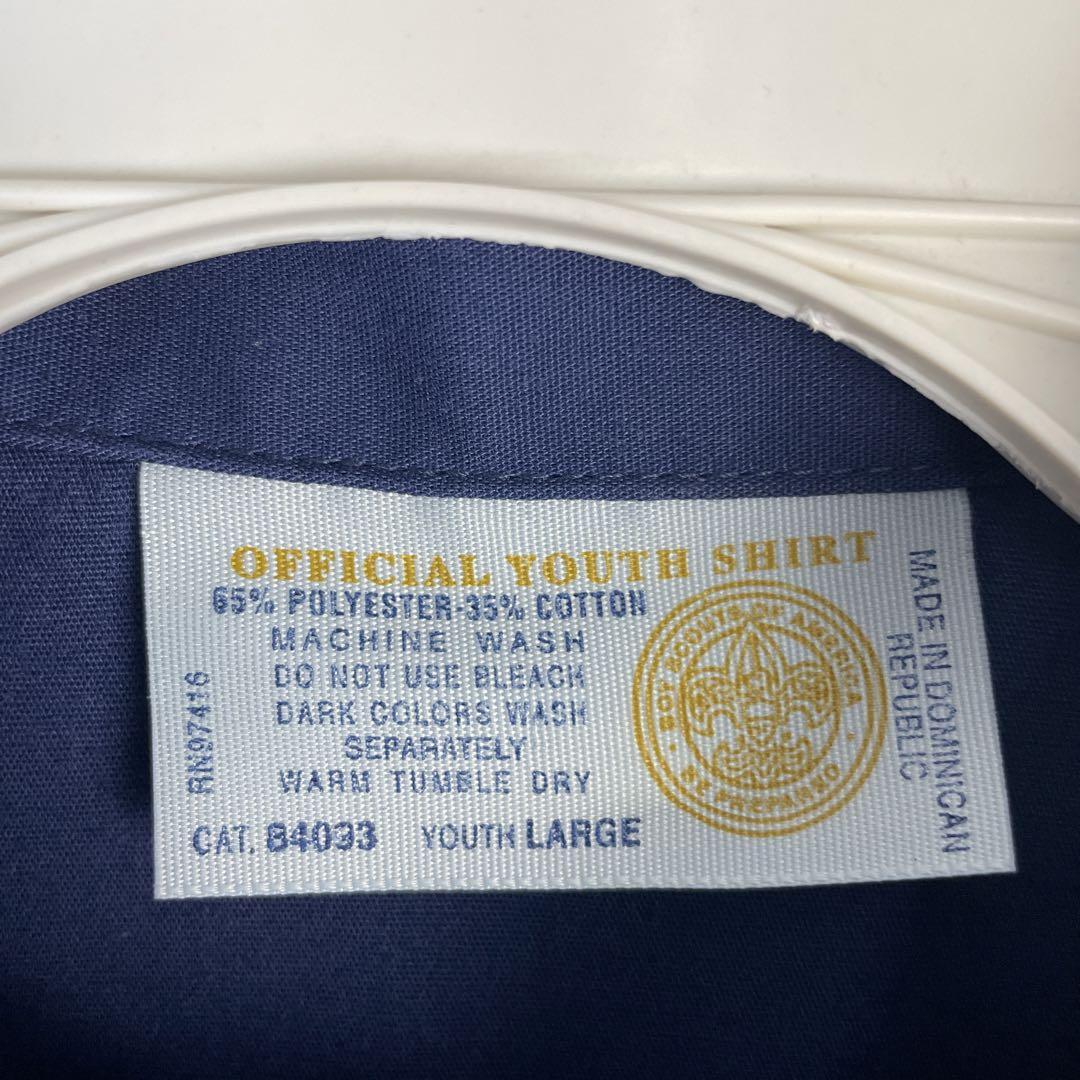 OFFICIAL YOUTH SHIRT
65% POLYESTER-35% COTTON
MACHINE WASH
DO NOT USE BLEACH
DARK COLORS WASH
SEPARATELY
WARM TUMBLE DRY
CAT. 84093 YOUTH LARGE
RN97416
BOY SCOUTS OF AMERICA
BE PREPARED
MADE IN DOMINICAN
REPUBLIC